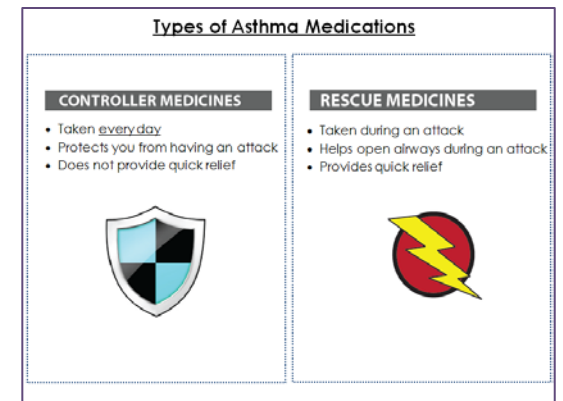 Types of Asthma Medications
CONTROLLER MEDICINES
• Taken every day
• Protects you from having an attack
• Does not provide quick relief
RESCUE MEDICINES
• Taken during an attack
• Helps open airways during an attack
• Provides quick relief